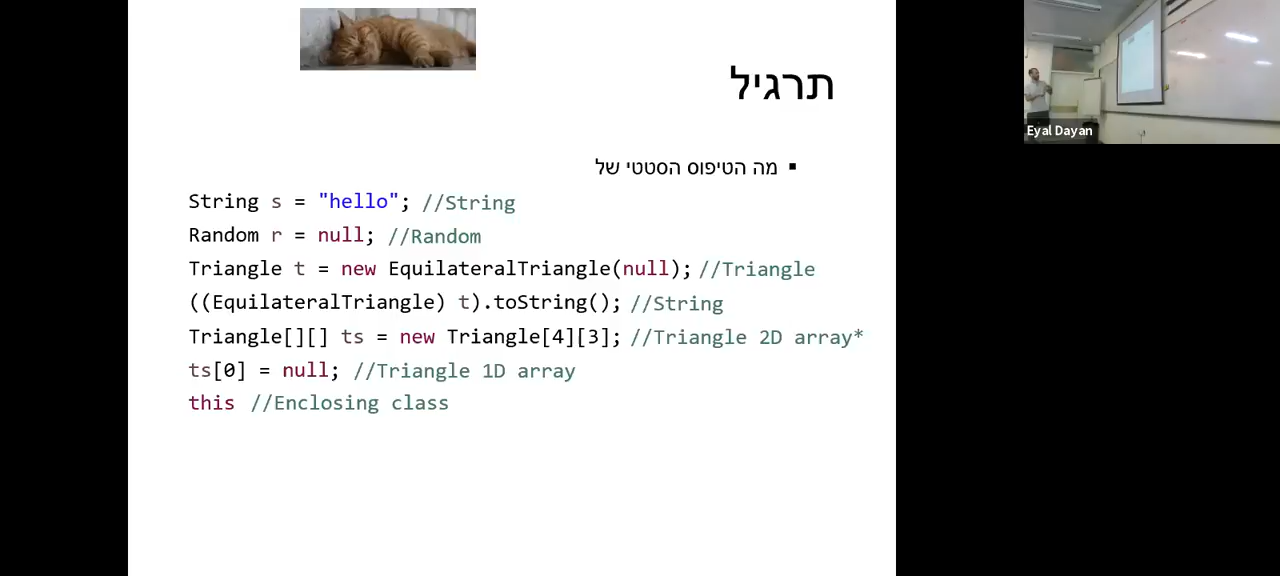 תרגיל
▪ מה הטיפוס הסטטי של
String s = "hello"; //String
Random r = null; //Random
Triangle t = new EquilateralTriangle(null); //Triangle
((EquilateralTriangle) t).toString(); //String
Triangle[][] ts = new Triangle[4][3]; //Triangle 2D array*
ts[0] = null; //Triangle 1D array
this //Enclosing class
Eyal Dayan